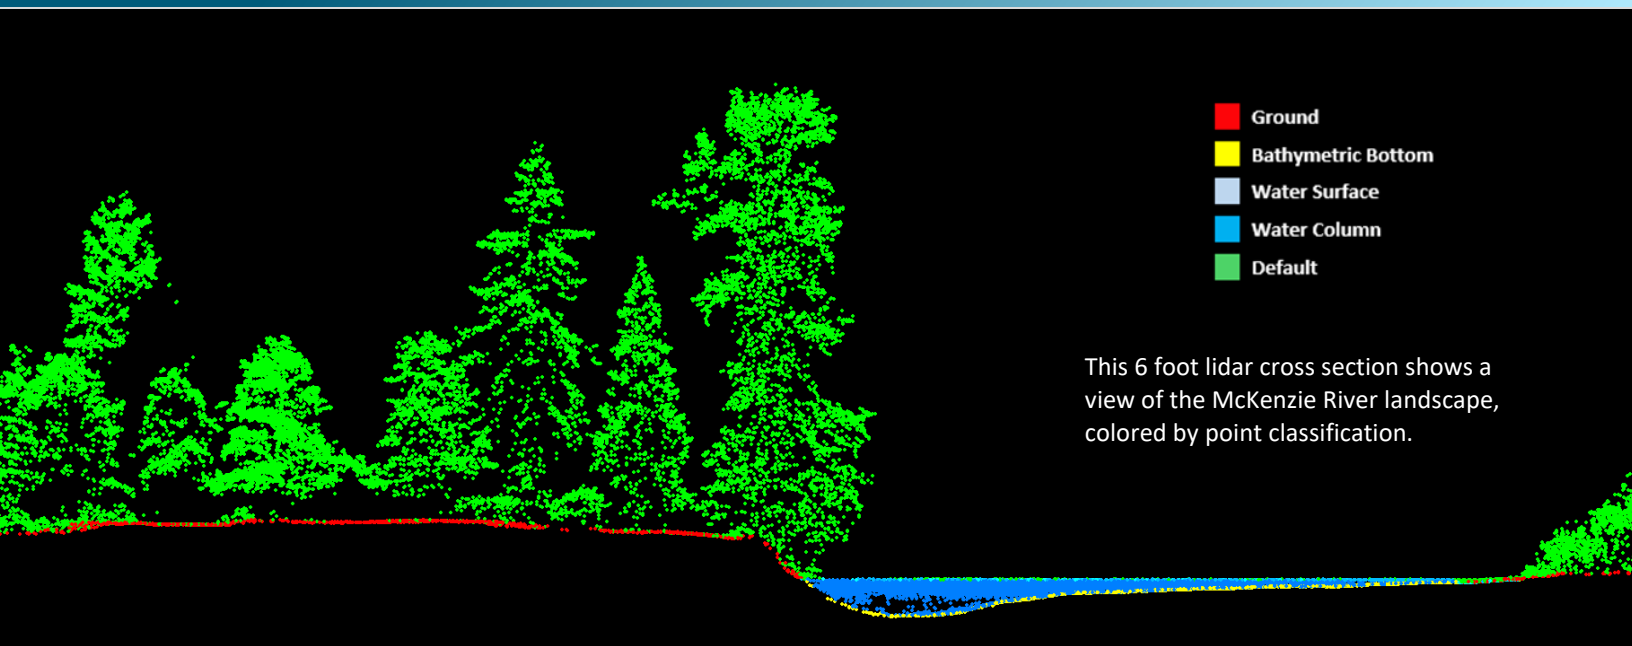 Ground
Bathymetric Bottom
Water Surface
Water Column
Default
This 6 foot lidar cross section shows a
view of the McKenzie River landscape,
colored by point classification.